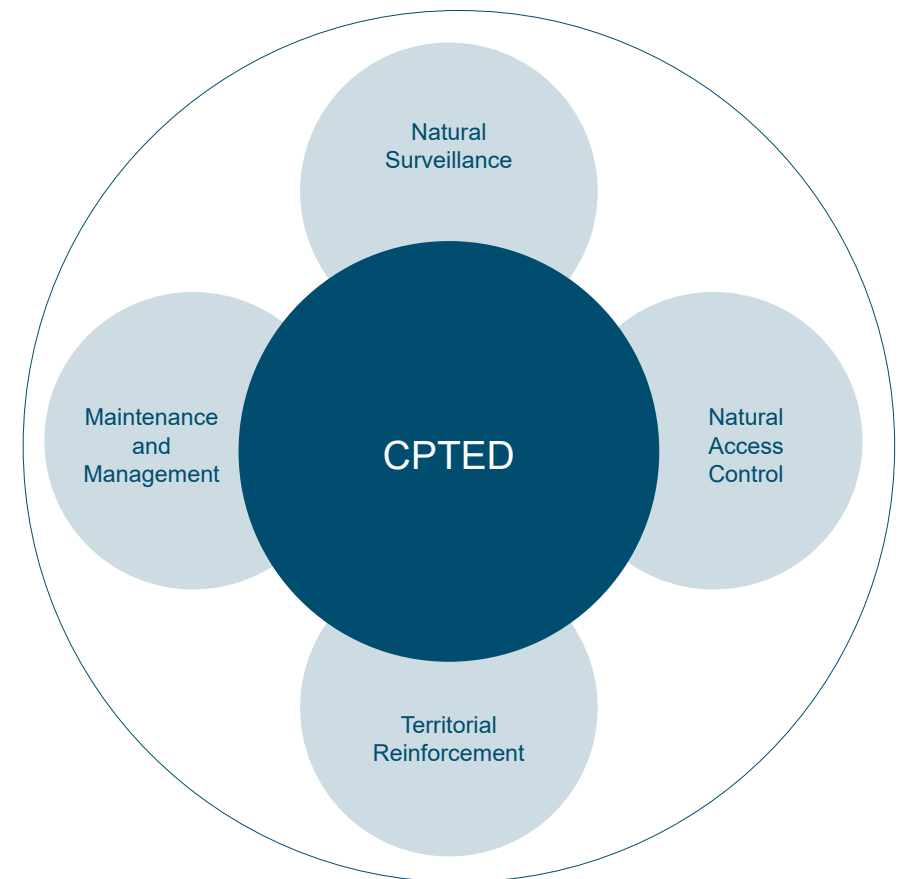 Natural
Surveillance
Maintenance
and
Management
CPTED
Natural
Access
Control
Territorial
Reinforcement